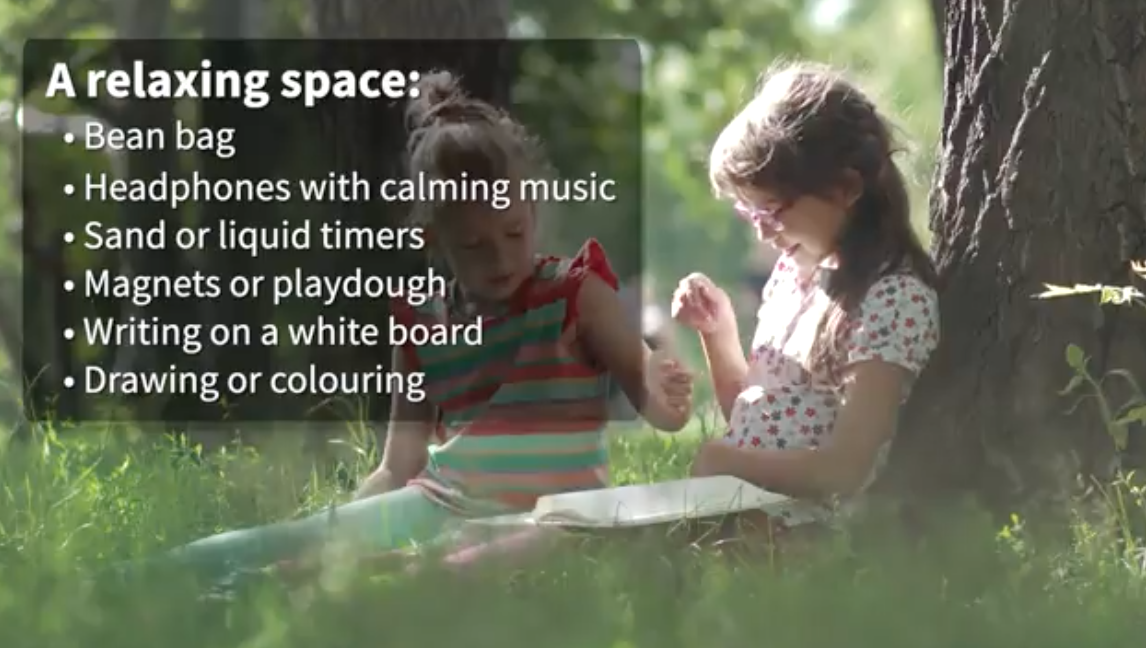 A relaxing space:
• Bean bag
• Headphones with calming music
• Sand or liquid timers
• Magnets or playdough
• Writing on a white board
• Drawing or colouring